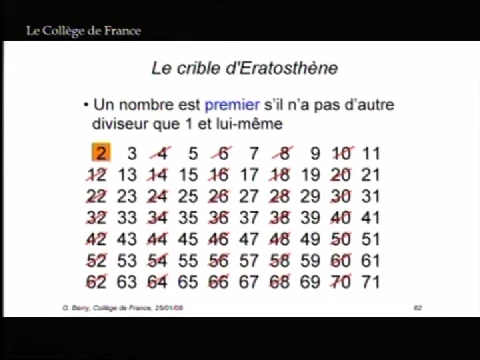 Le Collège de France
Le crible d'Eratosthène
• Un nombre est premier s'il n'a pas d'autre
diviseur que 1 et lui-même
2 3 4 5 6 7 8 9 10 11
12 13 14 15 16 17 18 19 20 21
22 23 24 25 26 27 28 29 30 31
32 33 34 35 36 37 38 39 40 41
42 43 44 45 46 47 48 49 50 51
52 53 54 55 56 57 58 59 60 61
62 63 64 65 66 67 68 69 70 71
G. Berry, Collège de France, 25/01/08 62